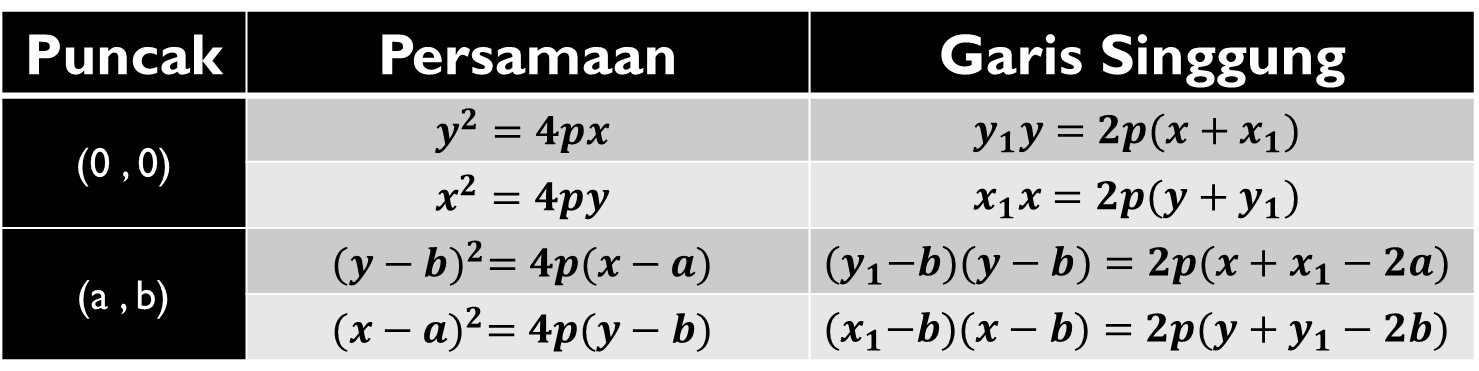 Puncak Persamaan Garis Singgung
(0 , 0)
y² = 4px y₁y = 2p(x + x₁)
x² = 4py x₁x = 2p(y + y₁)
(a , b)
(y − b)²= 4p(x − a) (y₁−b)(y − b) = 2p(x + x₁ − 2a)
(x − a)²= 4p(y − b) (x₁−b)(x − b) = 2p(y + y₁ − 2b)